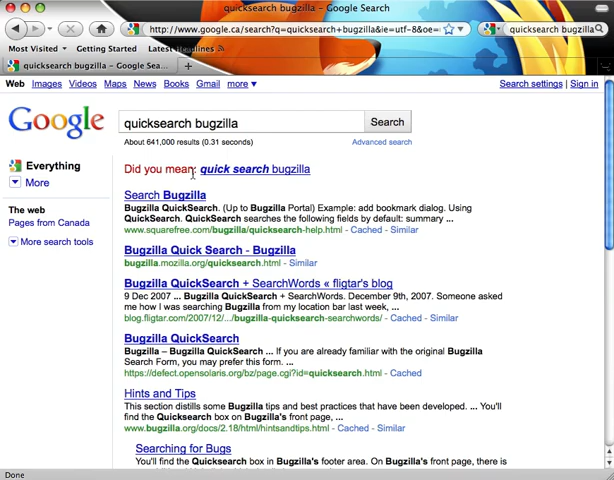 quicksearch bugzilla - Google Search
http://www.google.ca/search?q=quicksearch+bugzilla&ie=utf-8&oe=
quicksearch bugzilla
Most Visited Getting Started Latest Headlines
quicksearch bugzilla - Google Sea...
Web Images Videos Maps News Books Gmail more Search settings | Sign in
Google
quicksearch bugzilla Search
About 641,000 results (0.31 seconds) Advanced search
Everything
More
The web
Pages from Canada
More search tools
Did you mean: quick search bugzilla
Search Bugzilla
Bugzilla QuickSearch. (Up to Bugzilla Portal) Example: add bookmark dialog. Using
QuickSearch. QuickSearch searches the following fields by default: summary ...
www.squarefree.com/bugzilla/quicksearch-help.html - Cached - Similar
Bugzilla Quick Search - Bugzilla
bugzilla.mozilla.org/quicksearch.html - Similar
Bugzilla QuickSearch + SearchWords « fligtar's blog
9 Dec 2007 ... Bugzilla QuickSearch + SearchWords. December 9th, 2007. Someone asked
me how I was searching Bugzilla from my location bar last week, ...
blog.fligtar.com/2007/12/.../bugzilla-quicksearch-searchwords/ - Cached - Similar
Bugzilla QuickSearch
Bugzilla – Bugzilla QuickSearch ... If you are already familiar with the original Bugzilla
Search Form, you may prefer this form. ...
https://defect.opensolaris.org/bz/page.cgi?id=quicksearch.html - Cached
Hints and Tips
This section distills some Bugzilla tips and best practices that have been developed. ... You'll
find the Quicksearch box on Bugzilla's front page, ...
www.bugzilla.org/docs/2.18/html/hintsandtips.html - Cached - Similar
Searching for Bugs
You'll find the Quicksearch box in Bugzilla's footer area. On Bugzilla's front page, there is
Done